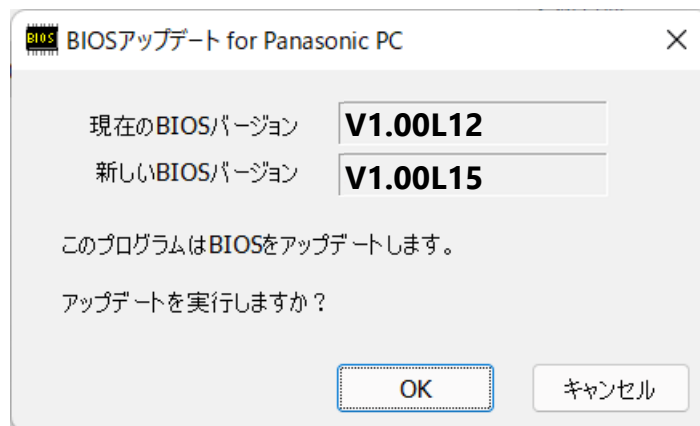 BIOS BIOSアップデート for Panasonic PC
現在のBIOSバージョン V1.00L12
新しいBIOSバージョン V1.00L15
このプログラムはBIOSをアップデートします。
アップデートを実行しますか？
OK キャンセル